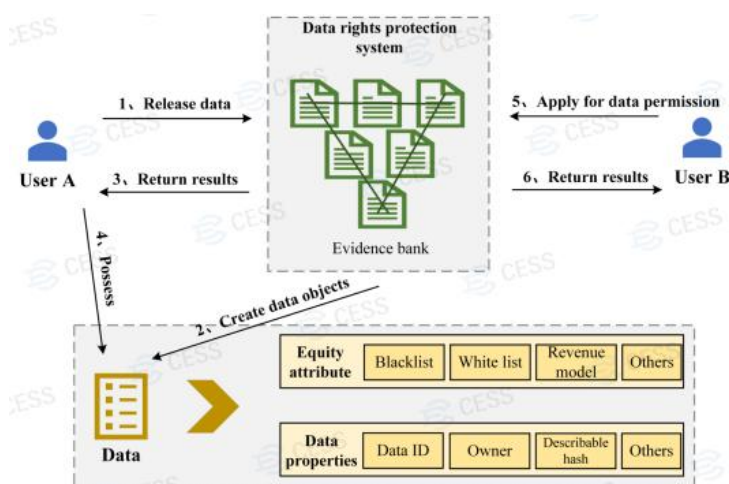 Data rights protection
system
1、Release data
5、Apply for data permission
User A
3、Return results
6、Return results
User B
Evidence bank
4、Possess
2、Create data objects
Equity
attribute
Blacklist
White list
Revenue
model
Others
Data
Data
properties
Data ID
Owner
Describable
hash
Others
CESS
CESS
CESS
CESS
CESS
CESS
CESS
CESS
CESS
CESS
CESS
CESS